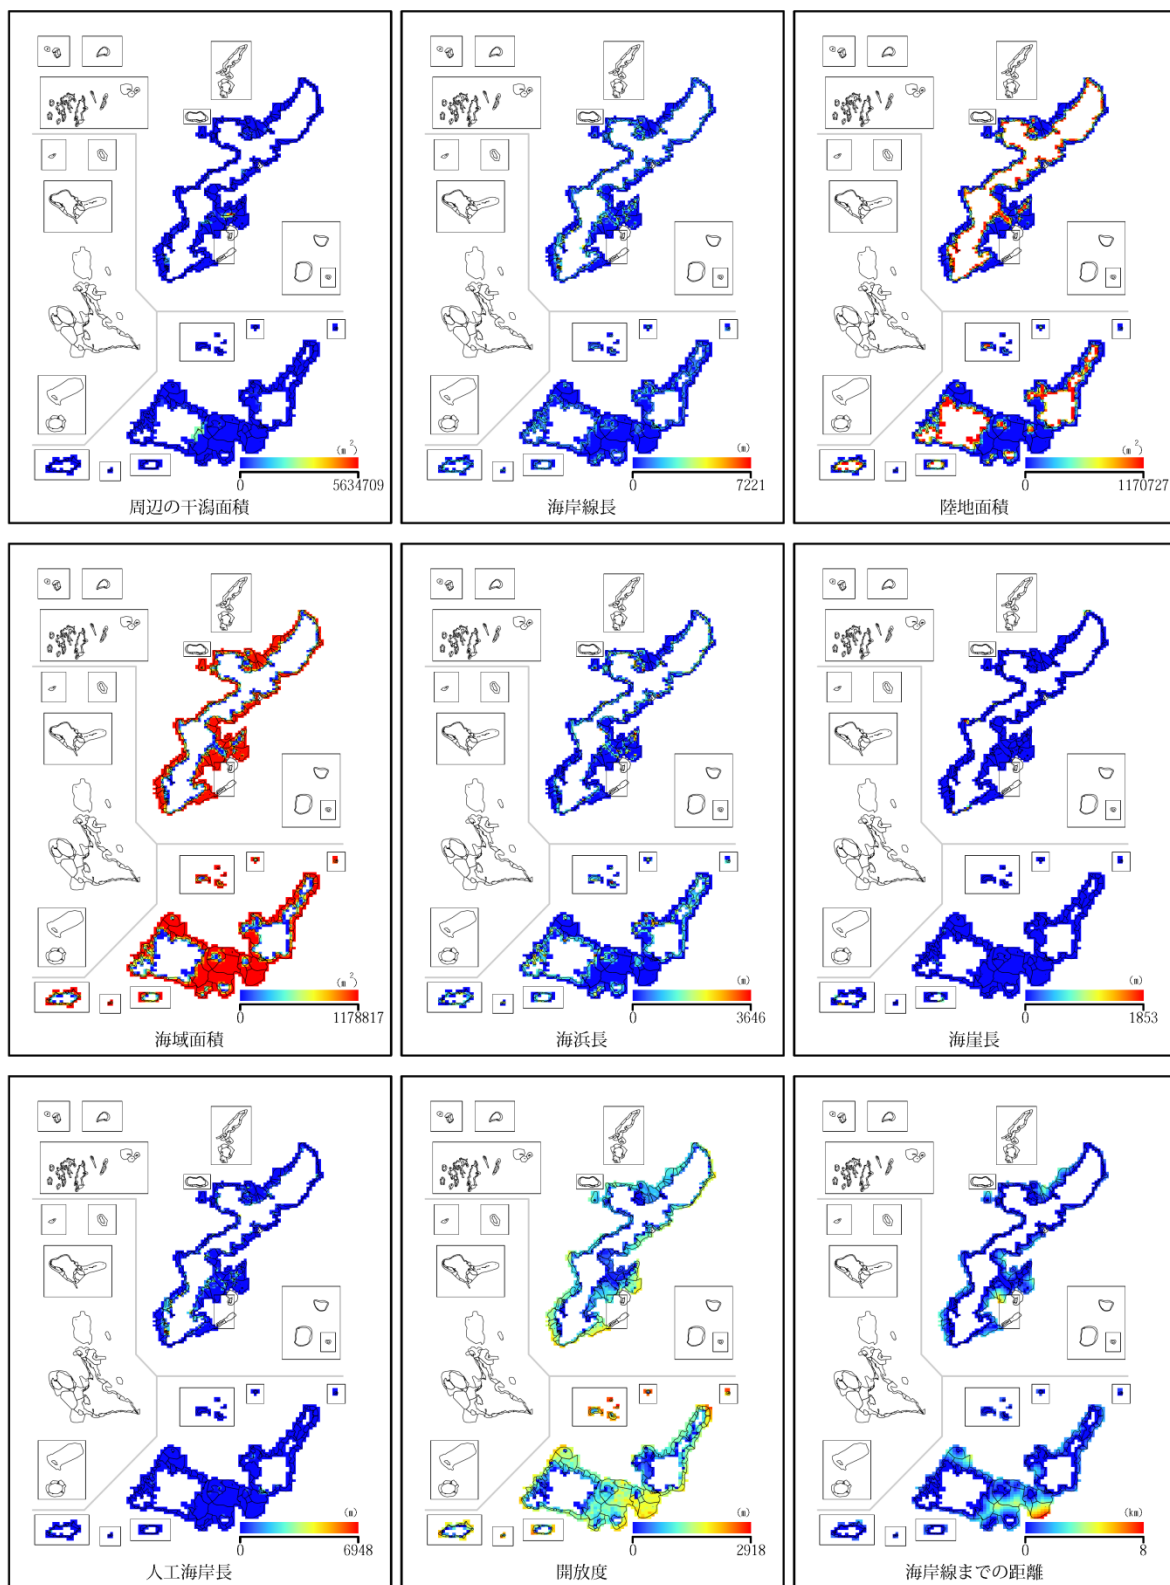 (m²)
0 5634709
周辺の干潟面積
(m)
0 7221
海岸線長
(m²)
0 1170727
陸地面積
(m²)
0 1178817
海域面積
(m)
0 3646
海浜長
(m)
0 1853
海崖長
(m)
0 6948
人工海岸長
(m)
0 2918
開放度
(km)
0 8
海岸線までの距離